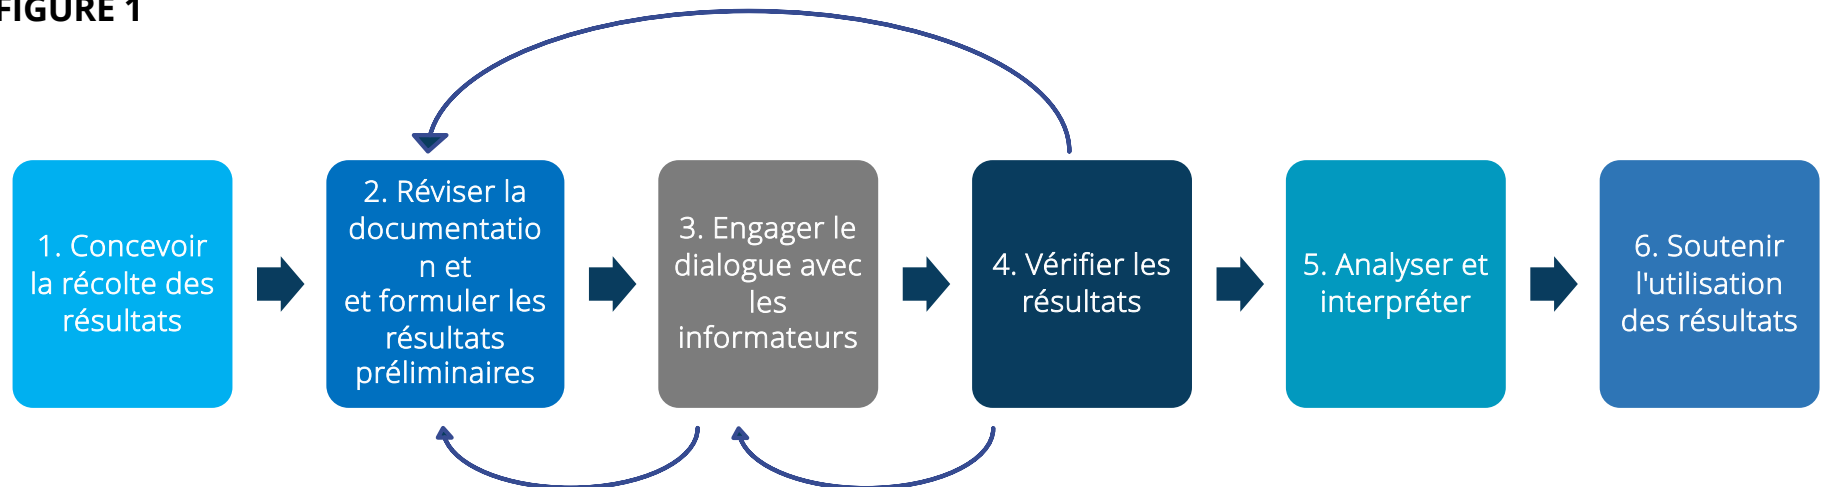 FIGURE 1
1. Concevoir
la récolte des
résultats
2. Réviser la
documentatio
n et
et formuler les
résultats
préliminaires
3. Engager le
dialogue avec
les
informateurs
4. Vérifier les
résultats
5. Analyser et
interpréter
6. Soutenir
l'utilisation
des résultats